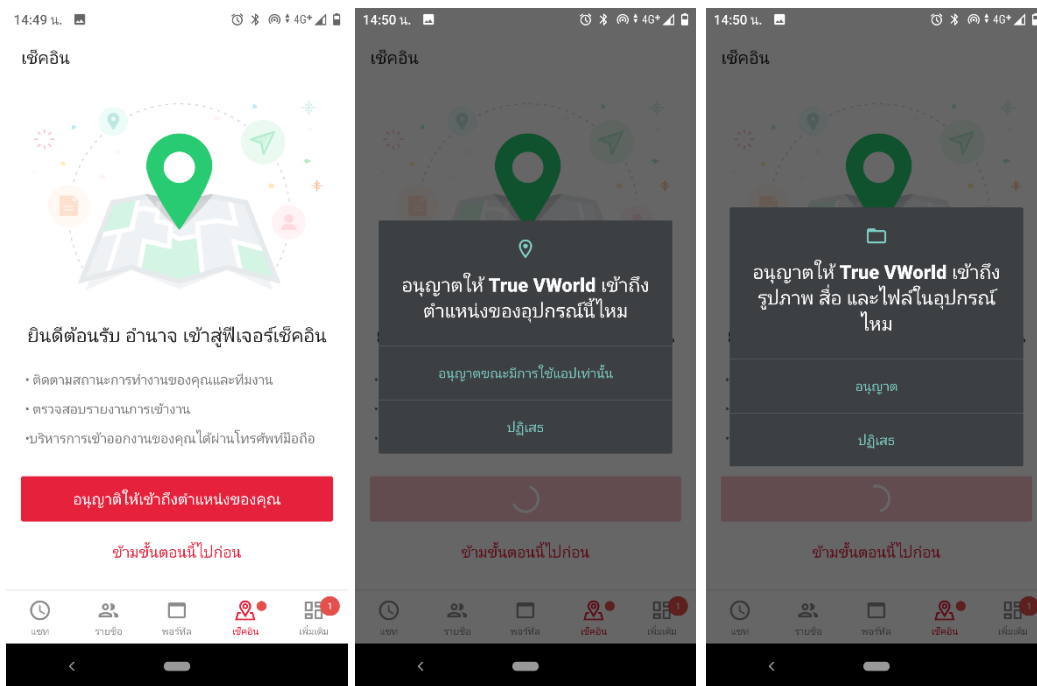 14:49 น.
4G+
เช็คอิน
ยินดีต้อนรับ อำนาจ เข้าสู่ฟีเจอร์เช็คอิน
• ติดตามสถานะการทำงานของคุณและทีมงาน
• ตรวจสอบรายงานการเข้างาน
•บริหารการเข้าออกงานของคุณได้ผ่านโทรศัพท์มือถือ
อนุญาติให้เข้าถึงตำแหน่งของคุณ
ข้ามขั้นตอนนี้ไปก่อน
1
แชท รายชื่อ พอร์ทัล เช็คอิน เพิ่มเติม
14:50 น.
4G+
เช็คอิน
อนุญาตให้ True VWorld เข้าถึง
ตำแหน่งของอุปกรณ์นี้ไหม
อนุญาตขณะมีการใช้แอปเท่านั้น
ปฏิเสธ
ข้ามขั้นตอนนี้ไปก่อน
1
แชท รายชื่อ พอร์ทัล เช็คอิน เพิ่มเติม
14:50 น.
4G+
เช็คอิน
อนุญาตให้ True VWorld เข้าถึง
รูปภาพ สื่อ และไฟล์ในอุปกรณ์
ไหม
อนุญาต
ปฏิเสธ
ข้ามขั้นตอนนี้ไปก่อน
1
แชท รายชื่อ พอร์ทัล เช็คอิน เพิ่มเติม